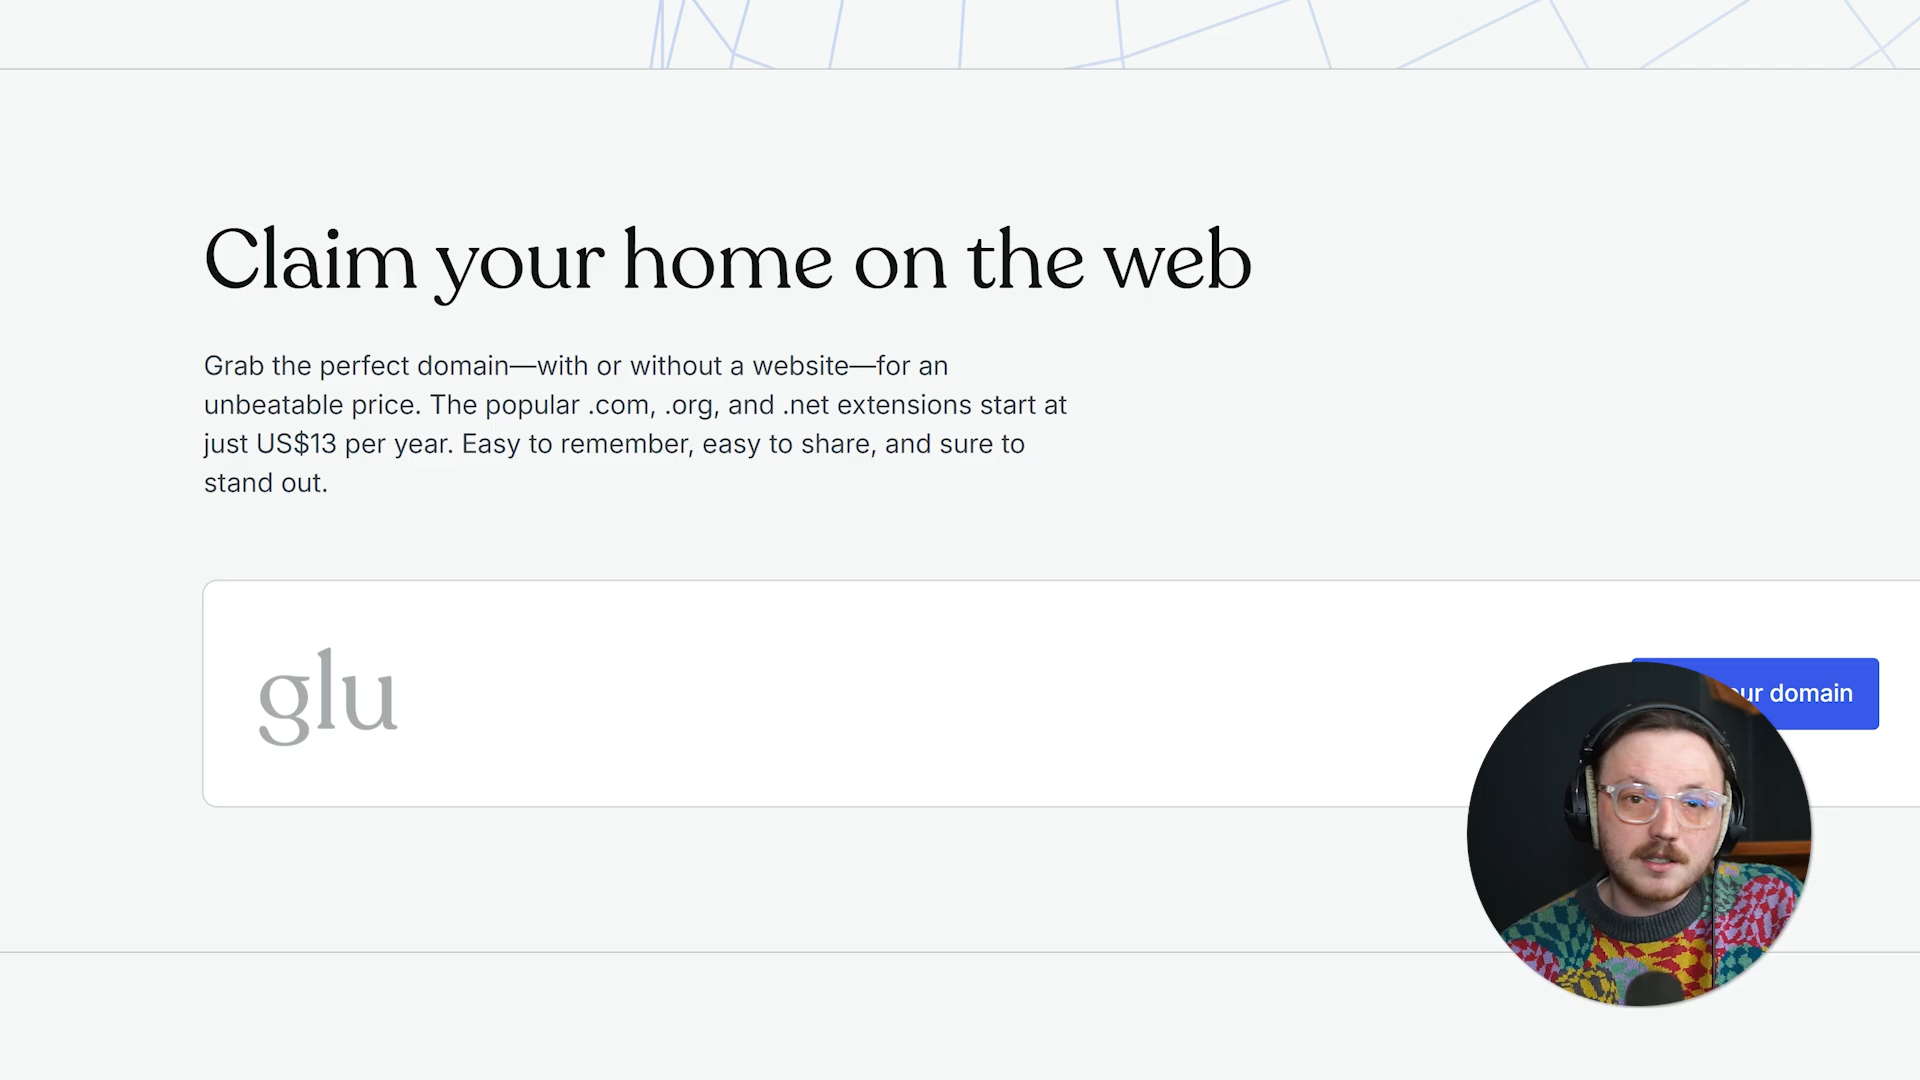 Claim your home on the web
Grab the perfect domain—with or without a website—for an
unbeatable price. The popular .com, .org, and .net extensions start at
just US$13 per year. Easy to remember, easy to share, and sure to
stand out.
glu
domain